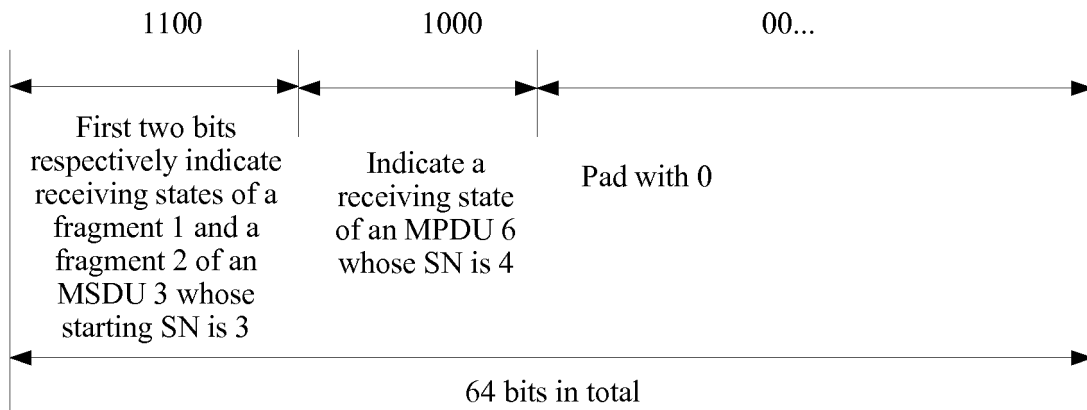 1100
1000
00...
First two bits
respectively indicate
receiving states of a
fragment 1 and a
fragment 2 of an
MSDU 3 whose
starting SN is 3
Indicate a
receiving state
of an MPDU 6
whose SN is 4
Pad with 0
64 bits in total